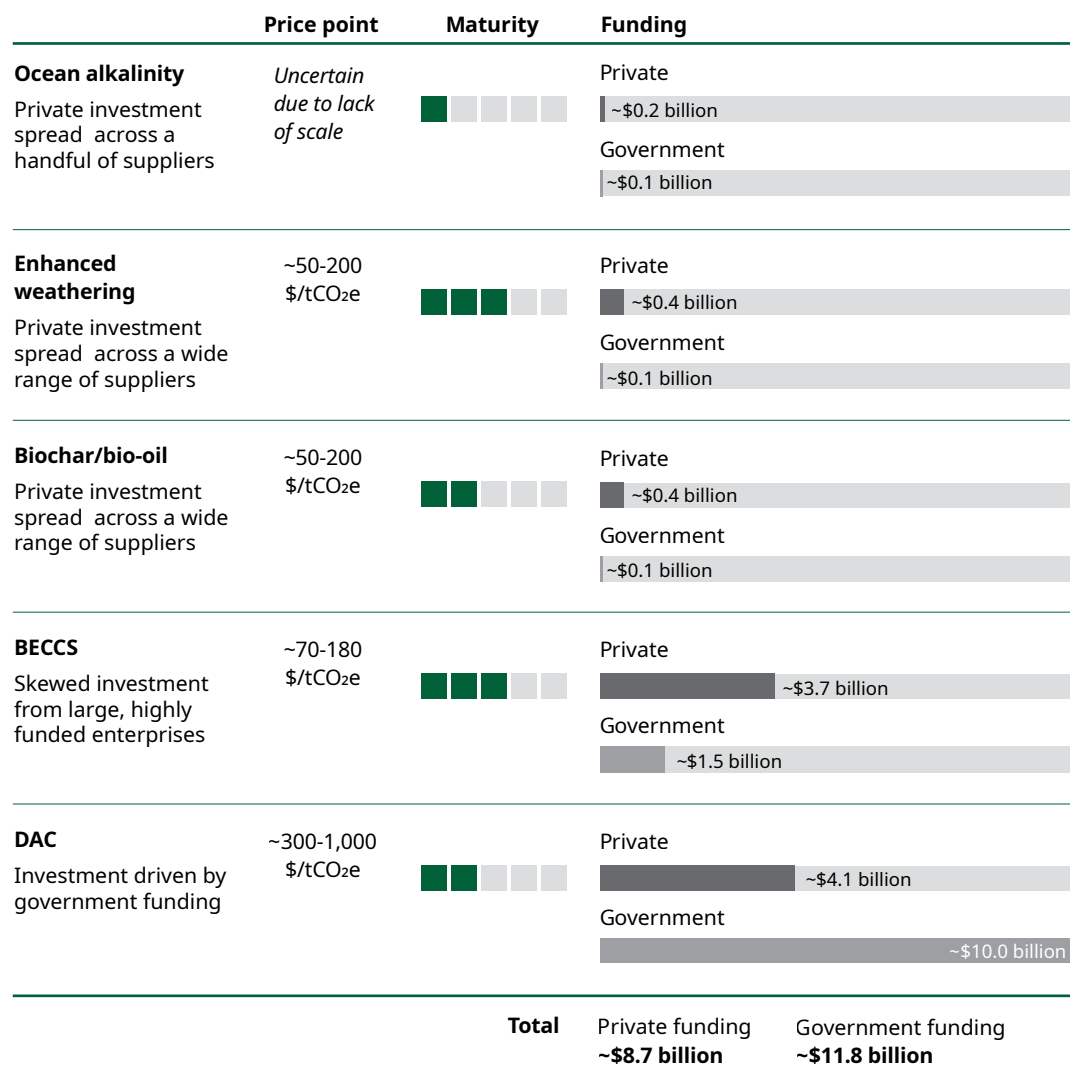 Price point Maturity Funding
Ocean alkalinity
Private investment
spread across a
handful of suppliers
Uncertain
due to lack
of scale
Private
~$0.2 billion
Government
~$0.1 billion
Enhanced
weathering
Private investment
spread across a wide
range of suppliers
~50-200
$/tCO₂e
Private
~$0.4 billion
Government
~$0.1 billion
Biochar/bio-oil
Private investment
spread across a wide
range of suppliers
~50-200
$/tCO₂e
Private
~$0.4 billion
Government
~$0.1 billion
BECCS
Skewed investment
from large, highly
funded enterprises
~70-180
$/tCO₂e
Private
~$3.7 billion
Government
~$1.5 billion
DAC
Investment driven by
government funding
~300-1,000
$/tCO₂e
Private
~$4.1 billion
Government
~$10.0 billion
Total
Private funding
~$8.7 billion
Government funding
~$11.8 billion